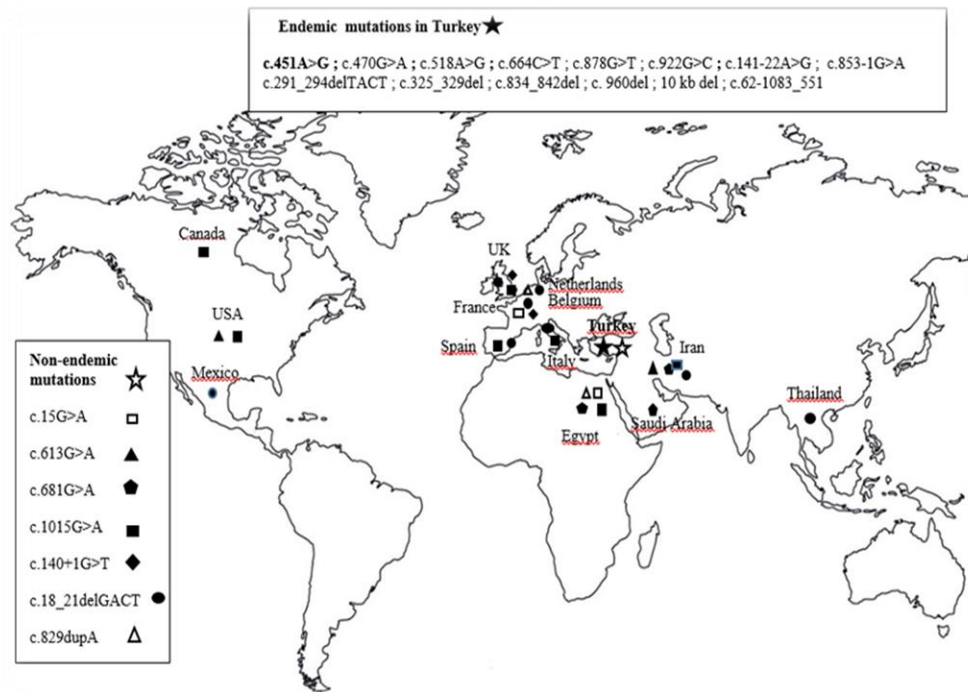 Endemic mutations in Turkey
c.451A>G ; c.470G>A ; c.518A>G ; c.664C>T ; c.878G>T ; c.922G>C ; c.141-22A>G ; c.853-1G>A
c.291_294delTACT ; c.325_329del ; c.834_842del ; c. 960del ; 10 kb del ; c.62-1083_551
Canada
UK
Netherlands
Belgium
France
USA
Turkey
Spain
Iran
Italy
Mexico
Thailand
Saudi Arabia
Egypt
Non-endemic
mutations
c.15G>A
c.613G>A
c.681G>A
c.1015G>A
c.140+1G>T
c.18_21delGACT
c.829dupA